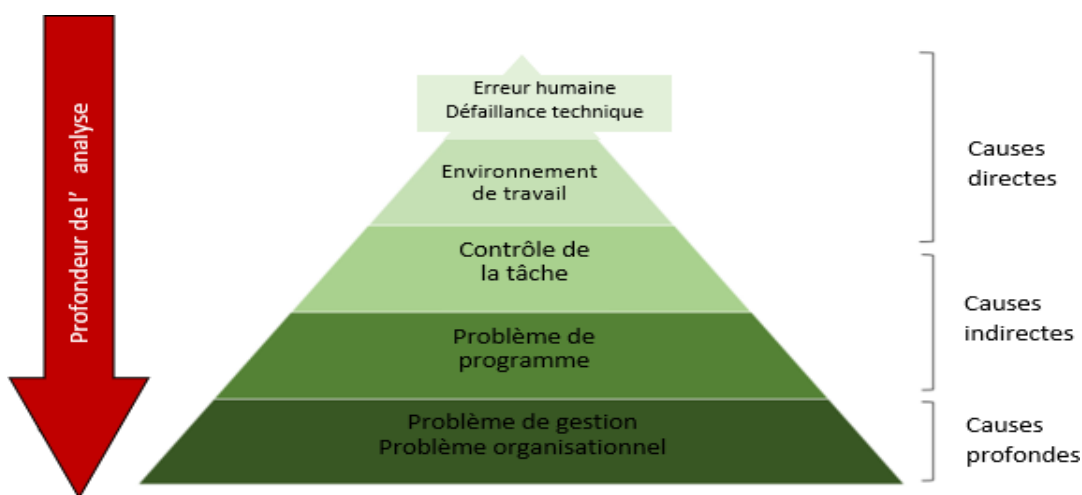 Profondeur de l' analyse
Erreur humaine
Défaillance technique
Environnement
de travail
Contrôle de
la tâche
Problème de
programme
Problème de gestion
Problème organisationnel
Causes
directes
Causes
indirectes
Causes
profondes